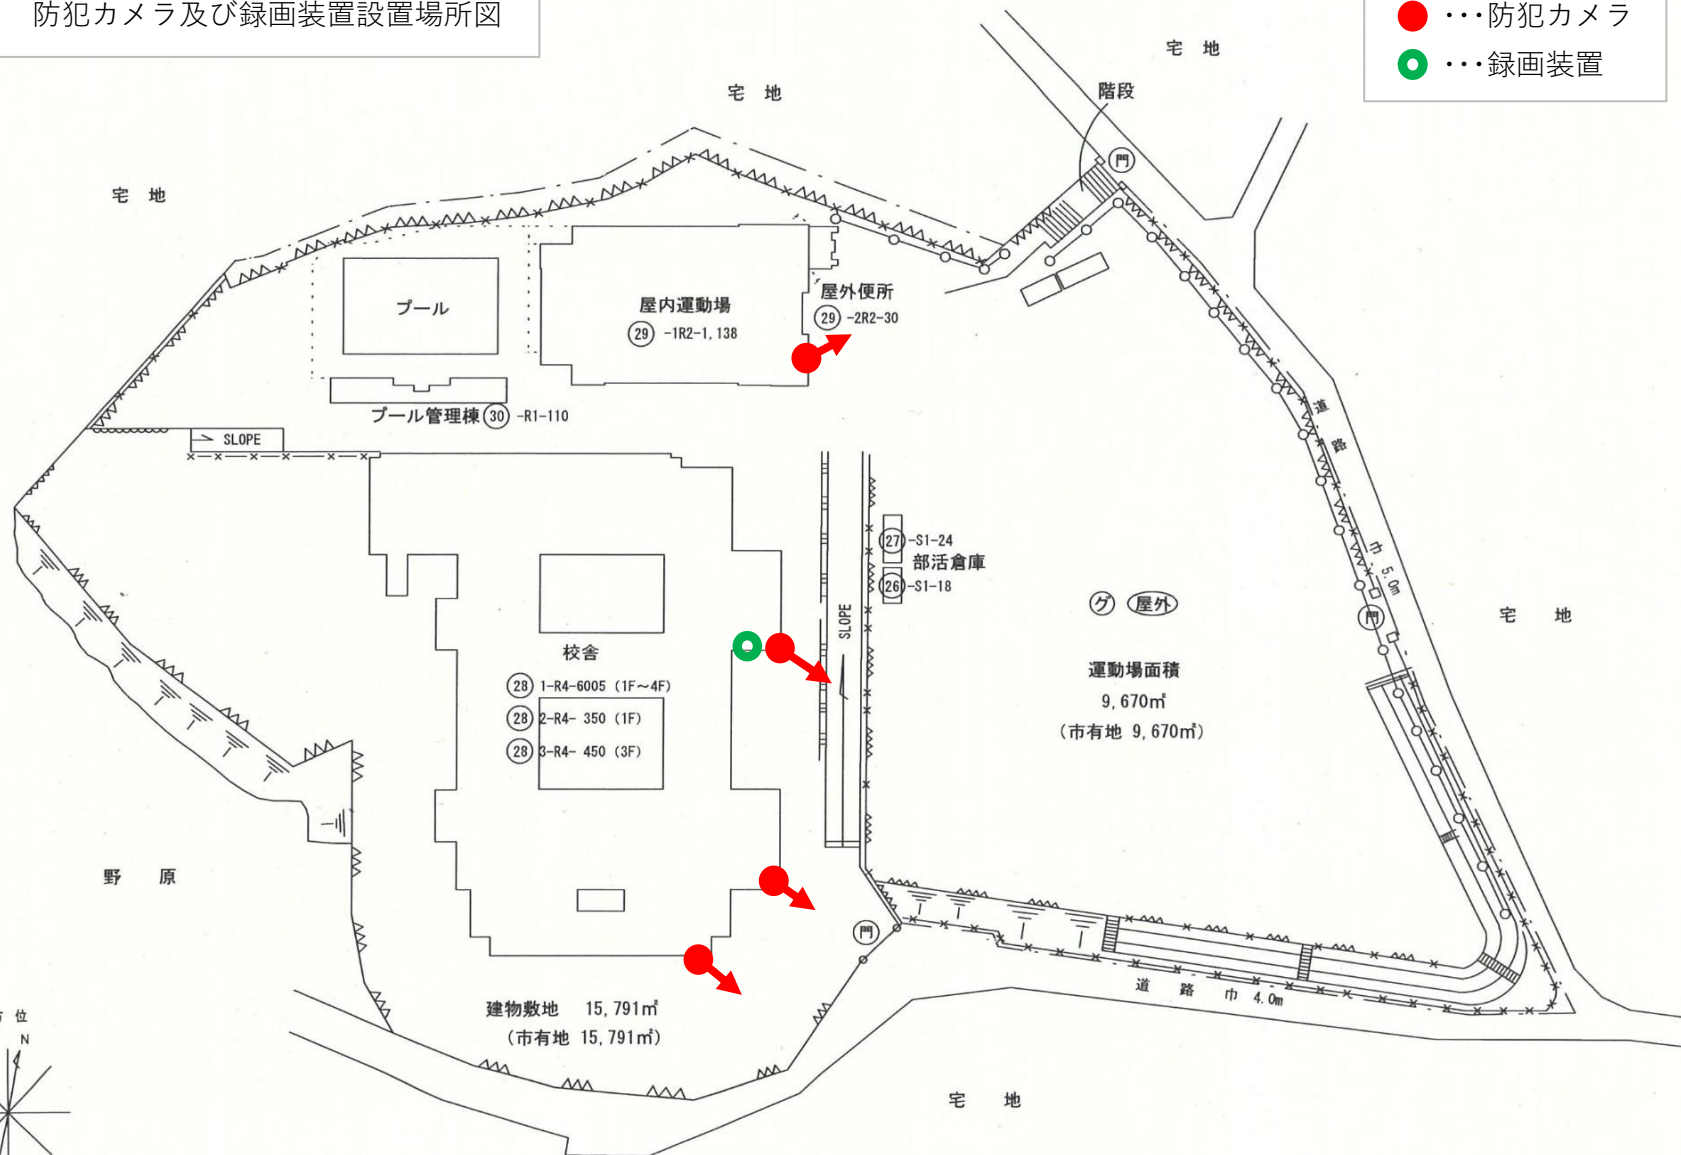 防犯カメラ及び録画装置設置場所図
●･･･防犯カメラ
･･･録画装置
宅 地
宅 地
階段
門
宅 地
プール
屋内運動場
29 -1R2-1,138
屋外便所
29 -2R2-30
プール管理棟 30 -R1-110
SLOPE
道 路 巾 5.0m
27 -S1-24
部活倉庫
26 -S1-18
グ 屋外
門
宅 地
SLOPE
校舎
28 1-R4-6005 (1F～4F)
28 2-R4- 350 (1F)
28 3-R4- 450 (3F)
運動場面積
9,670㎡
(市有地 9,670㎡)
野 原
門
道 路 巾 4.0m
建物敷地 15,791㎡
(市有地 15,791㎡)
位
N
宅 地